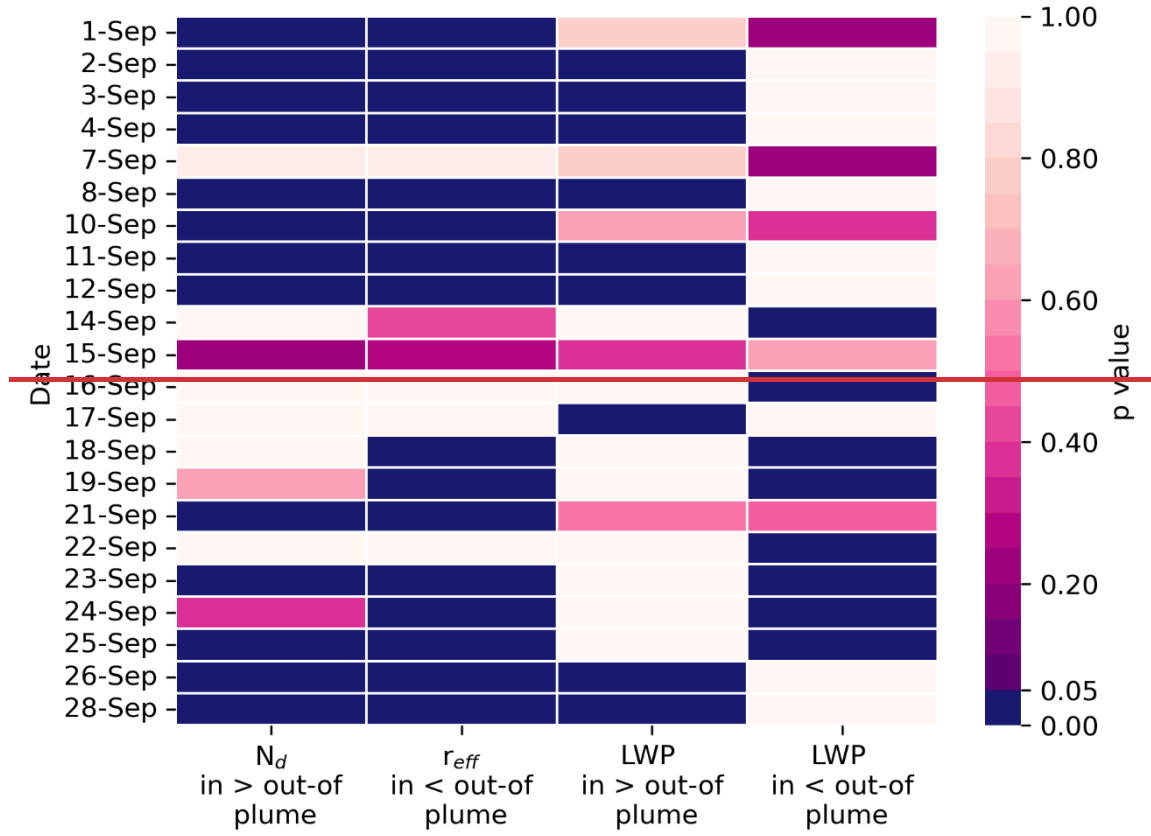 1-Sep
2-Sep
3-Sep
4-Sep
7-Sep
8-Sep
10-Sep
11-Sep
12-Sep
14-Sep
15-Sep
16-Sep
17-Sep
18-Sep
19-Sep
21-Sep
22-Sep
23-Sep
24-Sep
25-Sep
26-Sep
28-Sep
Date
N_d
in > out-of
plume
r_eff
in < out-of
plume
LWP
in > out-of
plume
LWP
in < out-of
plume
1.00
0.80
0.60
0.40
0.20
0.05
0.00
p value